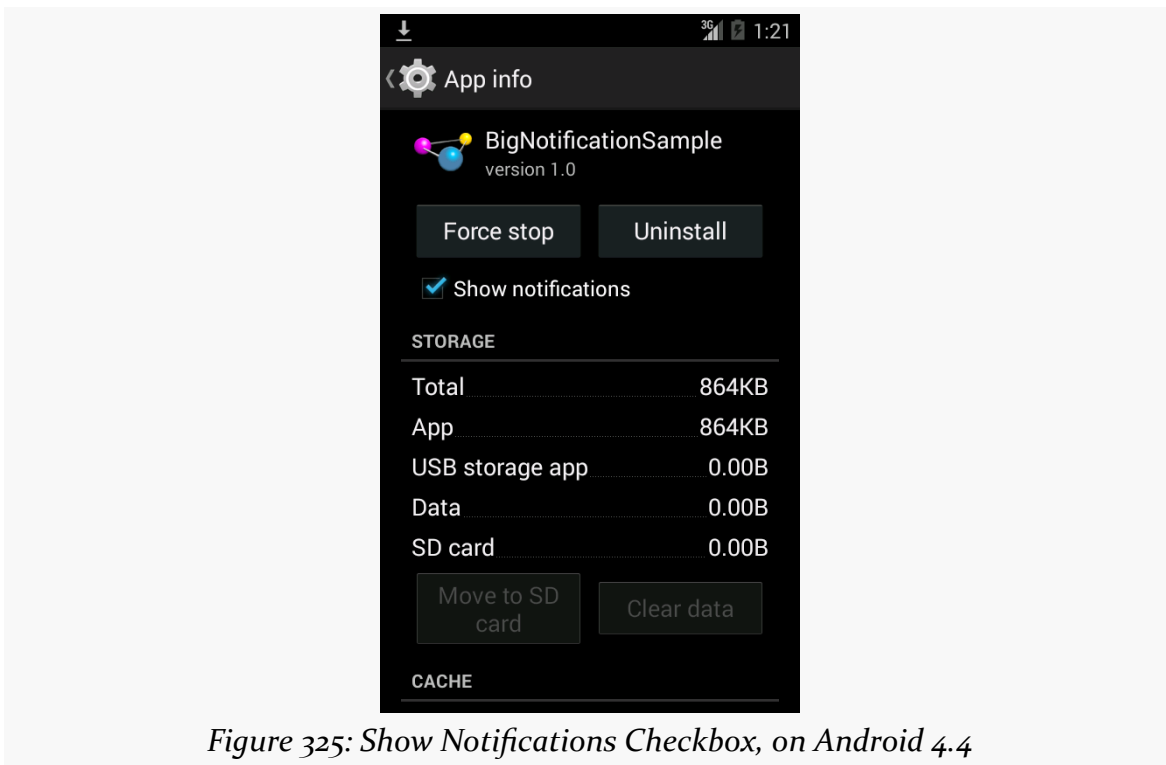 3G 1:21
App info
BigNotificationSample
version 1.0
Force stop Uninstall
Show notifications
STORAGE
Total 864KB
App 864KB
USB storage app 0.00B
Data 0.00B
SD card 0.00B
Move to SD
card
Clear data
CACHE
Figure 325: Show Notifications Checkbox, on Android 4.4